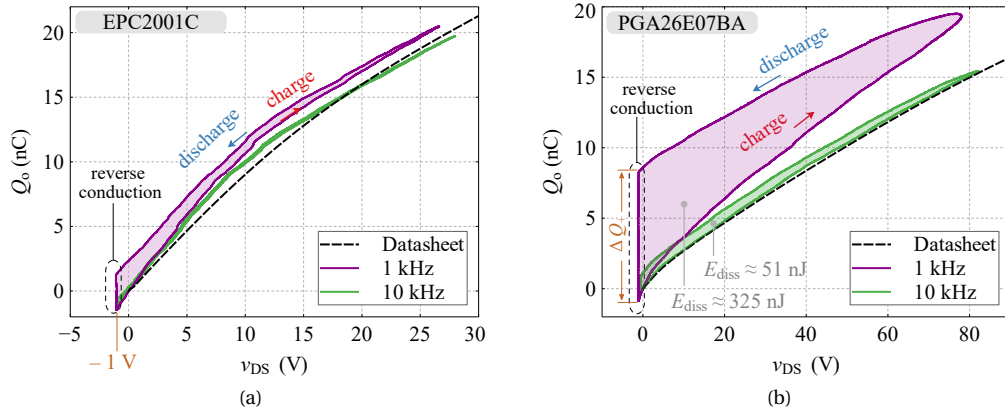 EPC2001C
20
15
10
5
0
Qo (nC)
discharge
charge
reverse
conduction
Datasheet
1 kHz
10 kHz
−5
0
5
10
15
20
25
30
− 1 V
vDS (V)
(a)
PGA26E07BA
20
15
10
5
0
Qo (nC)
discharge
charge
reverse
conduction
ΔQ
Ediss ≈ 51 nJ
Ediss ≈ 325 nJ
Datasheet
1 kHz
10 kHz
0
20
40
60
80
vDS (V)
(b)